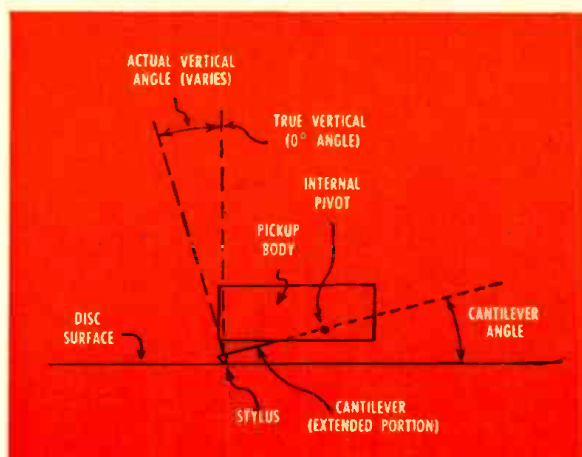 ACTUAL VERTICAL
ANGLE (VARIES)
TRUE VERTICAL
(0° ANGLE)
INTERNAL
PIVOT
PICKUP
BODY
DISC
SURFACE
CANTILEVER
ANGLE
STYLUS
CANTILEVER
(EXTENDED PORTION)